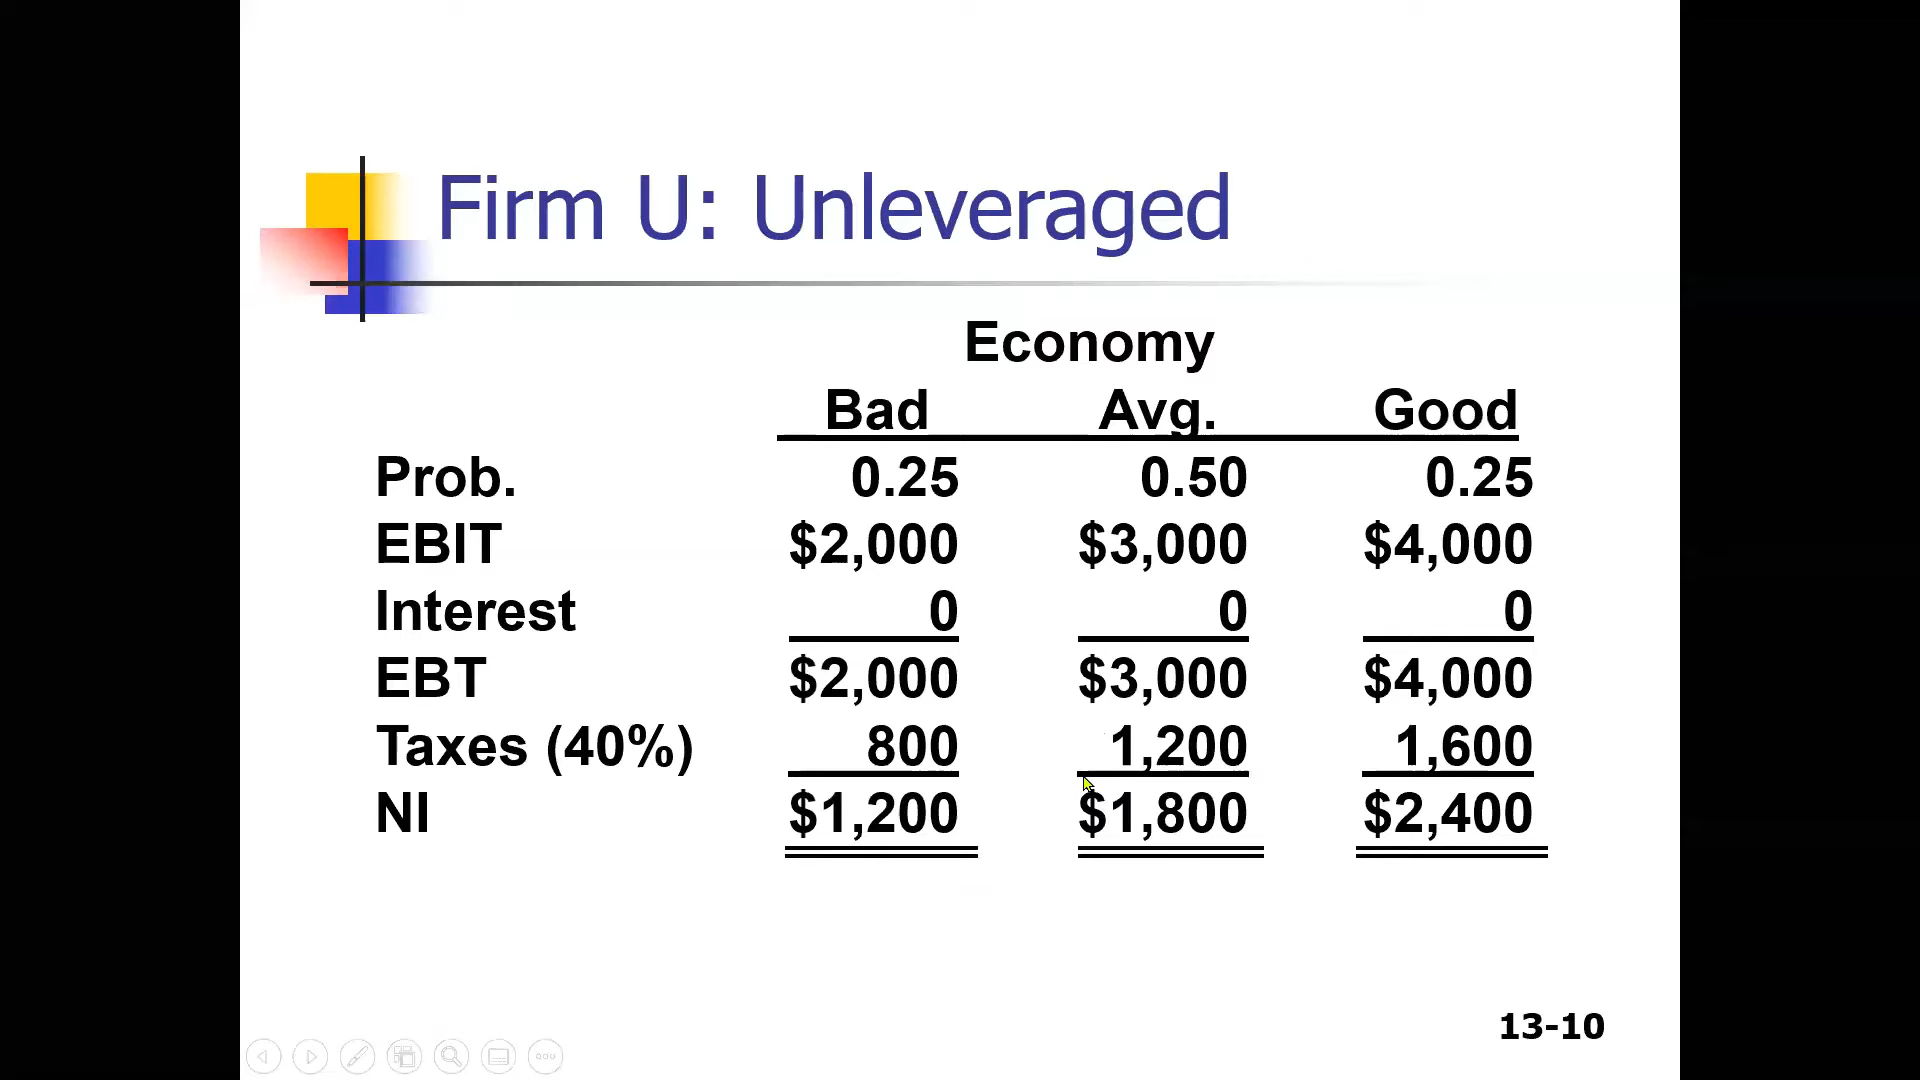 Firm U: Unleveraged
Economy
Bad Avg. Good
Prob. 0.25 0.50 0.25
EBIT $2,000 $3,000 $4,000
Interest 0 0 0
EBT $2,000 $3,000 $4,000
Taxes (40%) 800 1,200 1,600
NI $1,200 $1,800 $2,400
13-10